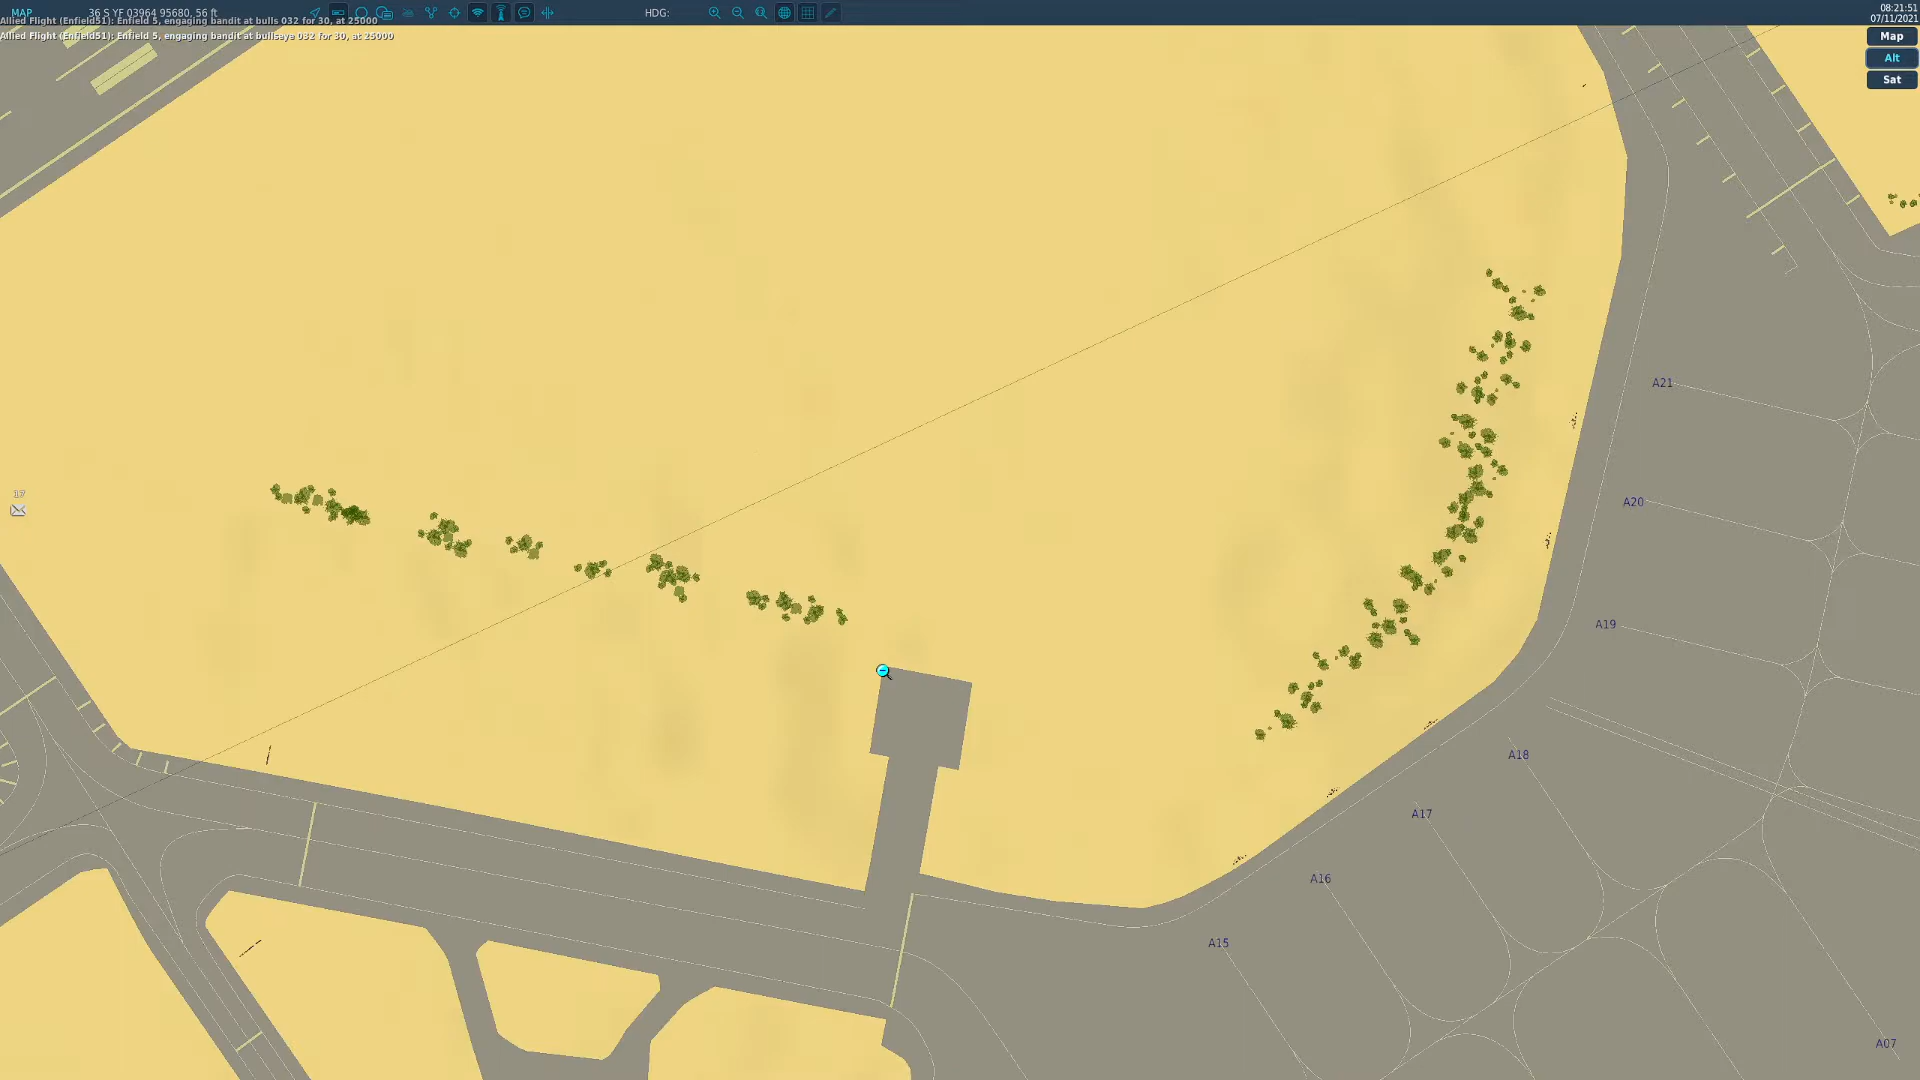 MAP 36 S YF 03964 95680, 56 ft HDG: 08:21:51
Allied Flight (Enfield51): Enfield 5, engaging bandit at bulls 032 for 30, at 25000
07/11/2021
Allied Flight (Enfield51): Enfield 5, engaging bandit at bullseye 032 for 30, at 25000
Map
Alt
Sat
A21
17
A20
A19
A18
A17
A16
A15
A07